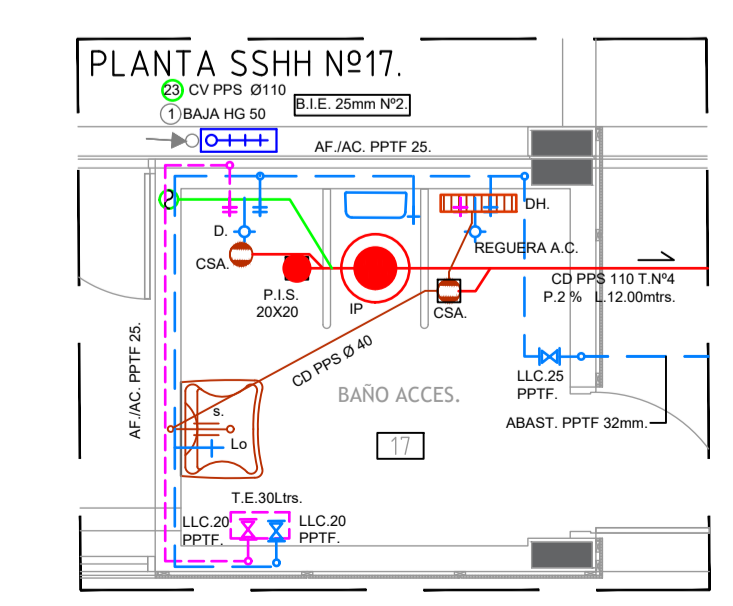 PLANTA SSHH Nº17.
23 CV PPS Ø110
B.I.E. 25mm Nº2.
1 BAJA HG 50
AF./AC. PPTF 25.
D.
DH.
REGUERA A.C.
CSA.
P.I.S.
20X20
IP
CSA.
CD PPS 110 T.Nº4
P.2 % L.12.00mtrs.
AF./AC. PPTF 25.
CD PPS Ø 40
LLC.25
PPTF.
BAÑO ACCES.
ABAST. PPTF 32mm.
s.
Lo
17
T.E.30Ltrs.
LLC.20
PPTF.
LLC.20
PPTF.